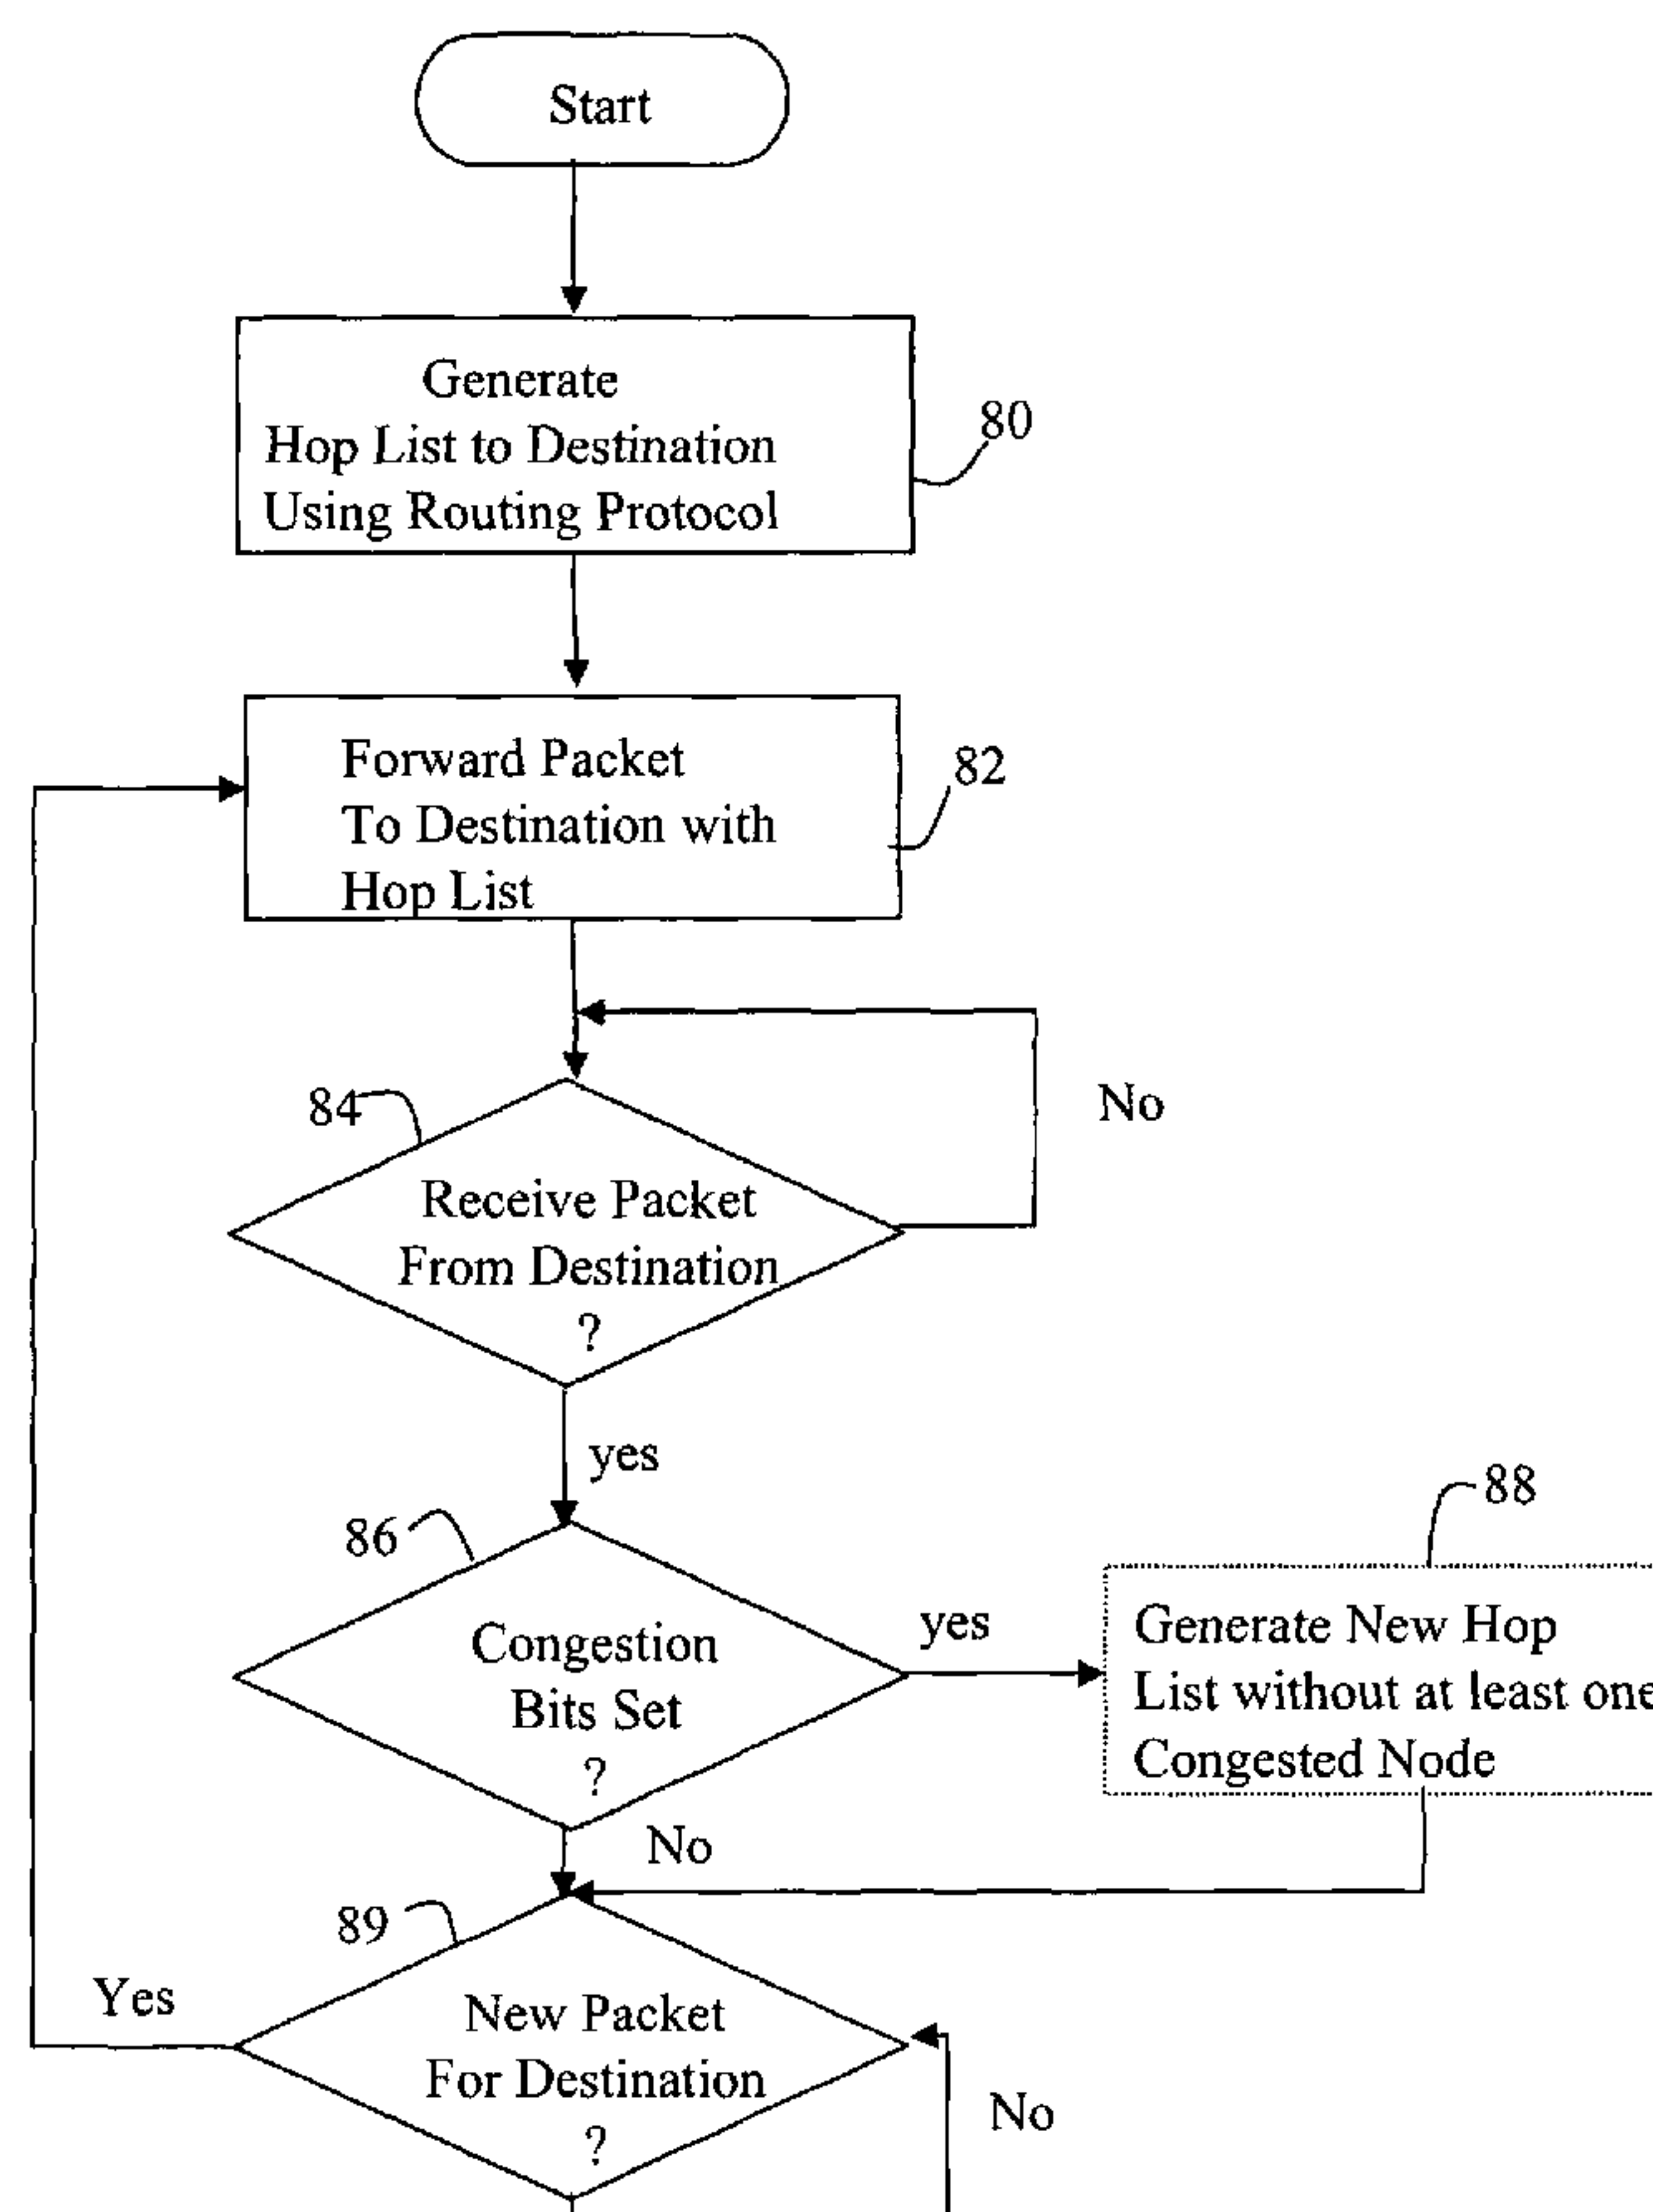 Start
Generate
Hop List to Destination
Using Routing Protocol
80
Forward Packet
To Destination with
Hop List
82
No
84
Receive Packet
From Destination
?
yes
88
86
Congestion
Bits Set
?
yes
Generate New Hop
List without at least one
Congested Node
No
89
Yes
New Packet
For Destination
?
No